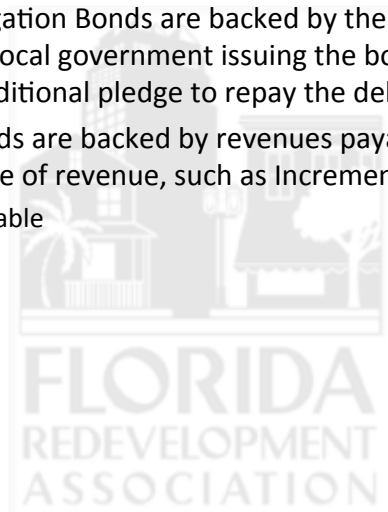 gation Bonds are backed by the
ocal government issuing the bo
ditional pledge to repay the del
ds are backed by revenues paya
e of revenue, such as Incremen
able
FLORIDA
REDEVELOPMENT
ASSOCIATION